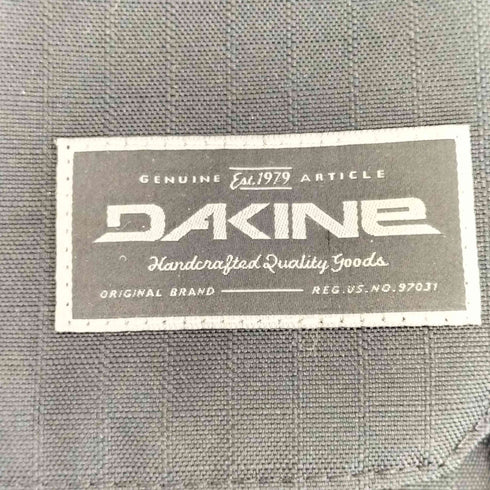 GENUINE Est.1979 ARTICLE
DAKINE
Handcrafted Quality Goods
ORIGINAL BRAND REG.US.NO.97031